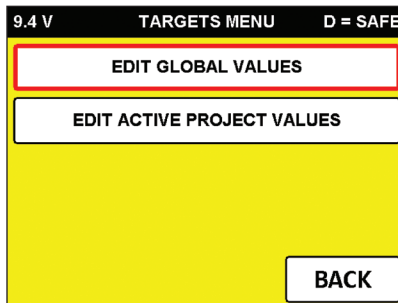 9.4 V TARGETS MENU D = SAFE
EDIT GLOBAL VALUES
EDIT ACTIVE PROJECT VALUES
BACK